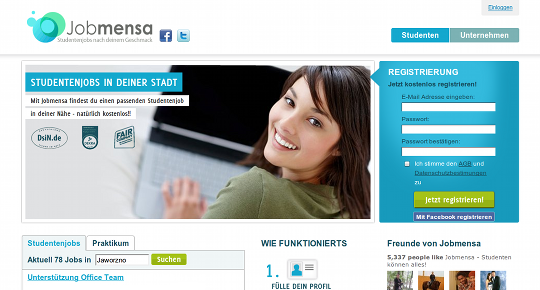 Einloggen
Jobmensa
Studentenjobs nach deinem Geschmack
Studenten
Unternehmen
STUDENTENJOBS IN DEINER STADT
Mit Jobmensa findest du einen passenden Studentenjob
in deiner Nähe - natürlich kostenlos!!
DsiN.de
FAIR
REGISTRIERUNG
Jetzt kostenlos registrieren!
E-Mail Adresse eingeben
Passwort:
Passwort bestätigen:
Ich stimme den AGB und
Datenschutzbestimmungen
zu
Jetzt registrieren!
Mit Facebook registrieren
Studentenjobs
Praktikum
Aktuell 78 Jobs in Jaworzno Suchen
Unterstützung Office Team
WIE FUNKTIONIERTS
1.
FÜLLE DEIN PROFIL
Freunde von Jobmensa
5,337 people like Jobmensa – Studenten
können alles!